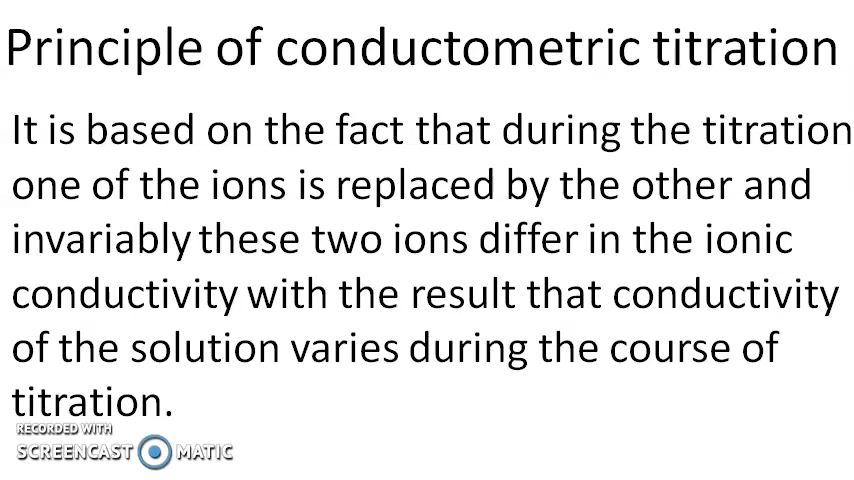 Principle of conductometric titration
It is based on the fact that during the titration
one of the ions is replaced by the other and
invariably these two ions differ in the ionic
conductivity with the result that conductivity
of the solution varies during the course of
titration.
RECORDED WITH
SCREENCAST MATIC